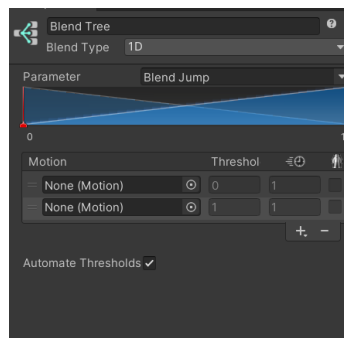 Blend Tree
Blend Type 1D
Parameter Blend Jump
0 1
Motion Threshol
None (Motion) 0 1
None (Motion) 1 1
Automate Thresholds